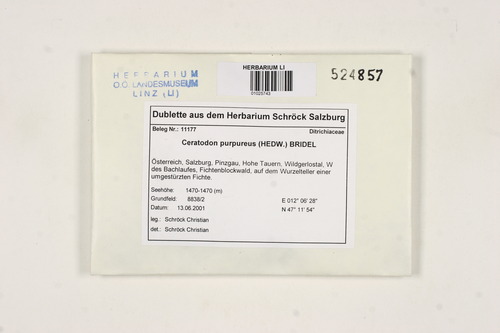 HERBARIUM
O.Ö. LANDESMUSEUM
LINZ (LI)
HERBARIUM LI
01025743
524857
Dublette aus dem Herbarium Schröck Salzburg
Beleg Nr.: 11177 Ditrichiaceae
Ceratodon purpureus (HEDW.) BRIDEL
Österreich, Salzburg, Pinzgau, Hohe Tauern, Wildgerlostal, W
des Bachlaufes, Fichtenblockwald, auf dem Wurzelteller einer
umgestürzten Fichte.
Seehöhe: 1470-1470 (m)
Grundfeld: 8838/2 E 012° 06' 28"
Datum: 13.06.2001 N 47° 11' 54"
leg.: Schröck Christian
det.: Schröck Christian